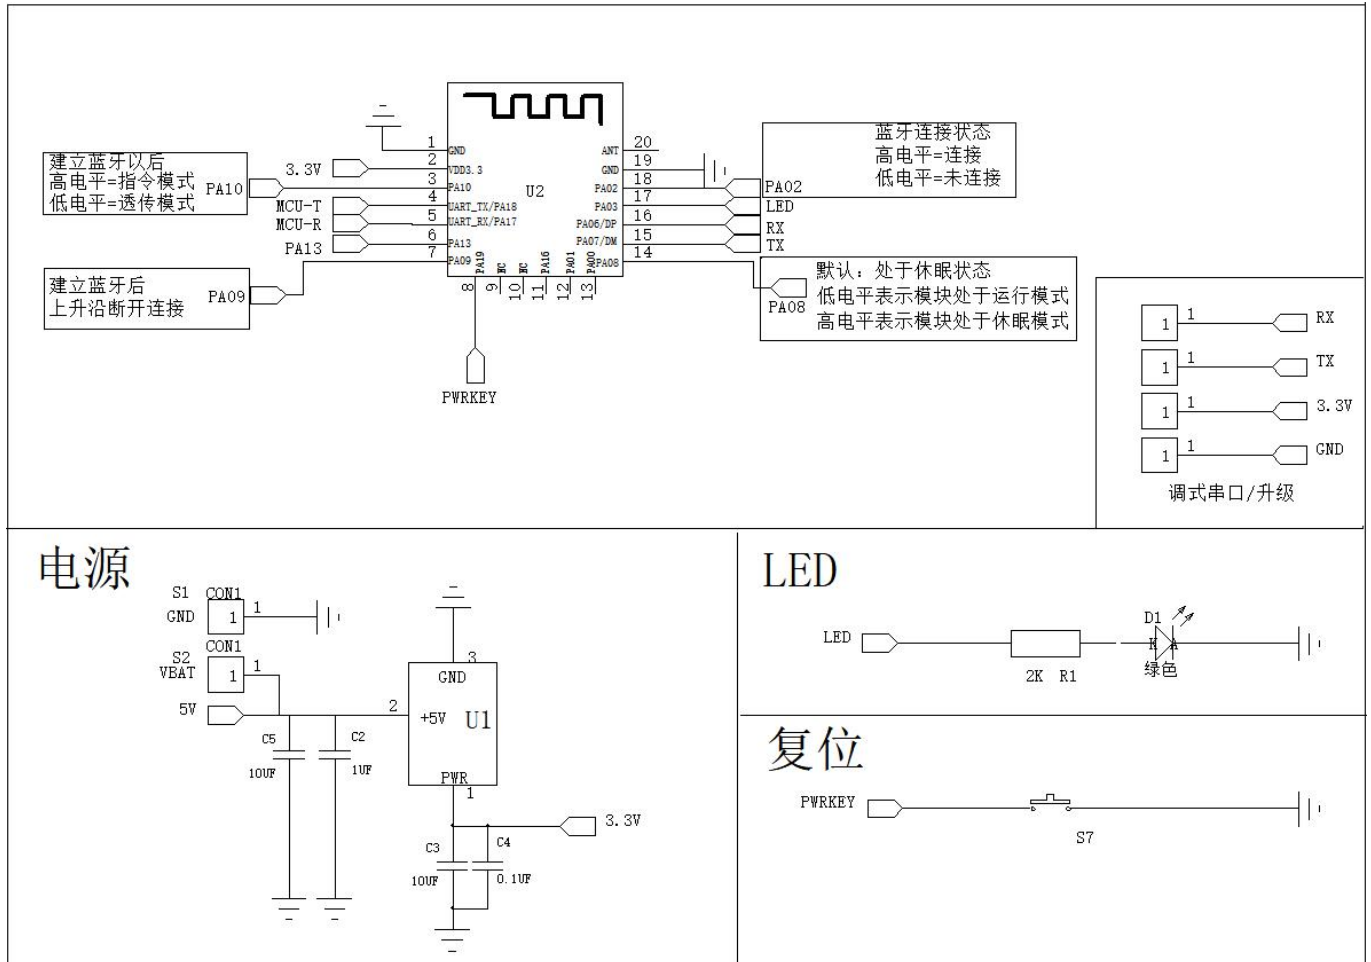 建立蓝牙以后
高电平=指令模式
低电平=透传模式
PA10
3.3V
MCU-T
MCU-R
PA13
建立蓝牙后
上升沿断开连接
PA09
1
2
3
4
5
6
7
GND
VDD3.3
PA10
UART_TX/PA18
UART_RX/PA17
PA13
PA09
U2
ANT
GND
PA02
PA03
PA06/DP
PA07/DM
PA08
20
19
18
17
16
15
14
PA19
NC
NC
PA16
PA01
PA00
8
9
10
11
12
13
PWRKEY
蓝牙连接状态
高电平=连接
低电平=未连接
PA02
LED
RX
TX
默认: 处于休眠状态
低电平表示模块处于运行模式
高电平表示模块处于休眠模式
PA08
1 1 RX
1 1 TX
1 1 3.3V
1 1 GND
调式串口/升级
电源
S1 CON1
GND 1 1
CON1
S2
VBAT 1 1
5V
C5
10UF
C2
1UF
3
GND
2
+5V
U1
PWR
1
3.3V
C3
10UF
C4
0.1UF
LED
LED
2K R1
D1
K A
绿色
复位
PWRKEY
S7